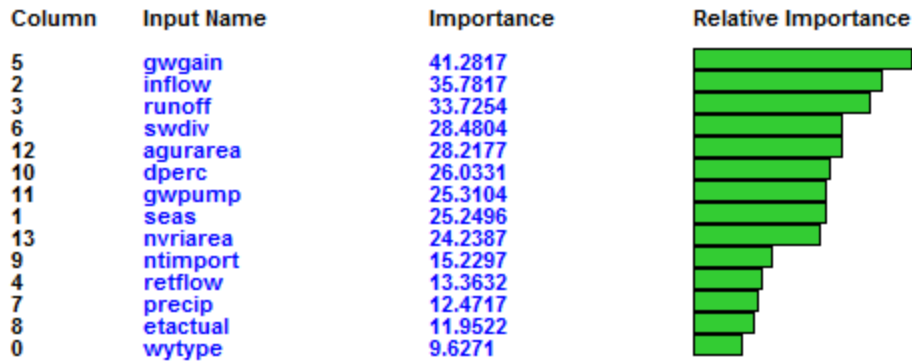 Column Input Name Importance Relative Importance
5 gwgain 41.2817
2 inflow 35.7817
3 runoff 33.7254
6 swdiv 28.4804
12 agurarea 28.2177
10 dperc 26.0331
11 gwpump 25.3104
1 seas 25.2496
13 nvriarea 24.2387
9 ntimport 15.2297
4 retflow 13.3632
7 precip 12.4717
8 etactual 11.9522
0 wytype 9.6271